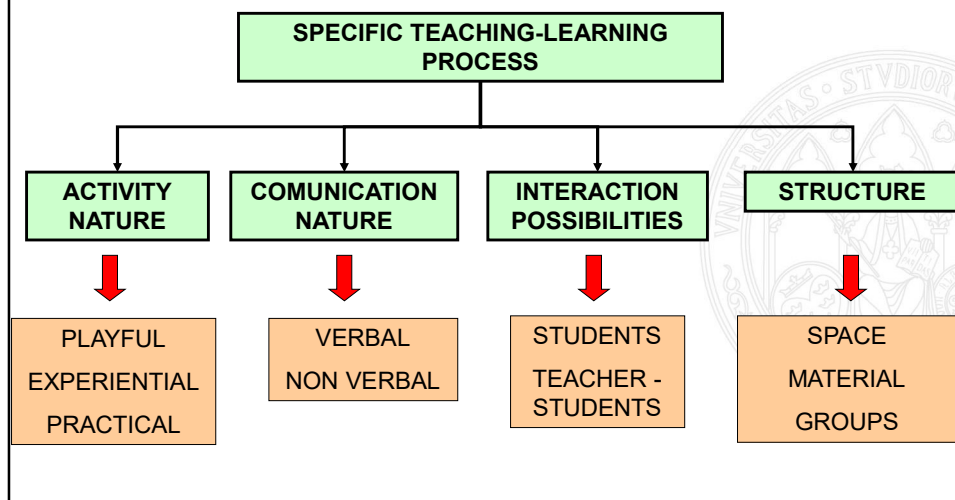 SPECIFIC TEACHING-LEARNING
PROCESS
ACTIVITY
NATURE
COMUNICATION
NATURE
INTERACTION
POSSIBILITIES
STRUCTURE
PLAYFUL
EXPERIENTIAL
PRACTICAL
VERBAL
NON VERBAL
STUDENTS
TEACHER -
STUDENTS
SPACE
MATERIAL
GROUPS